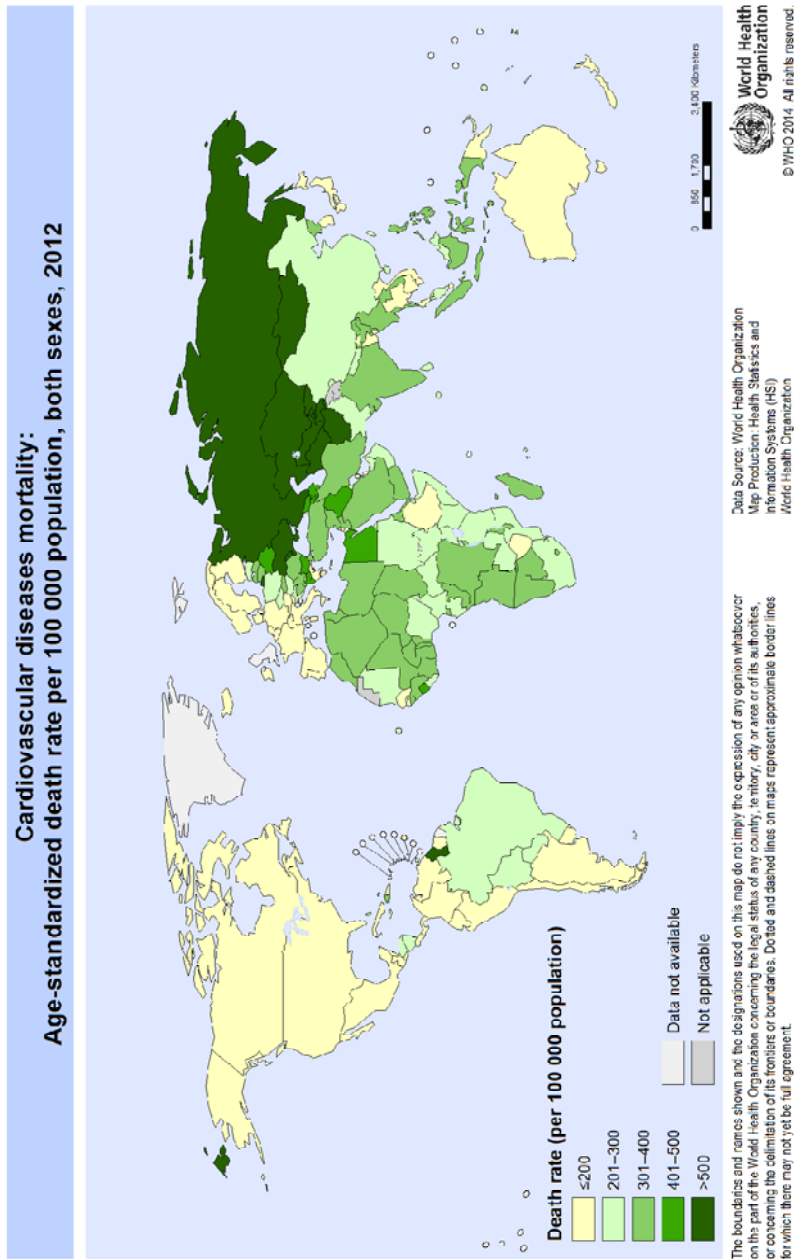 Cardiovascular diseases mortality:
Age-standardized death rate per 100 000 population, both sexes, 2012
Death rate (per 100 000 population)
≤200
201–300
301–400
401–500
>500
Data not available
Not applicable
0 850 1,700 3,400 Kilometers
The boundaries and names shown and the designations used on this map do not imply the expression of any opinion whatsoever
on the part of the World Health Organization concerning the legal status of any country, territory, city or area or of its authorities,
or concerning the delimitation of its frontiers or boundaries. Dotted and dashed lines on maps represent approximate border lines
for which there may not yet be full agreement.
Data Source: World Health Organization
Map Production: Health Statistics and
Information Systems (HSI)
World Health Organization
World Health
Organization
© WHO 2014. All rights reserved.